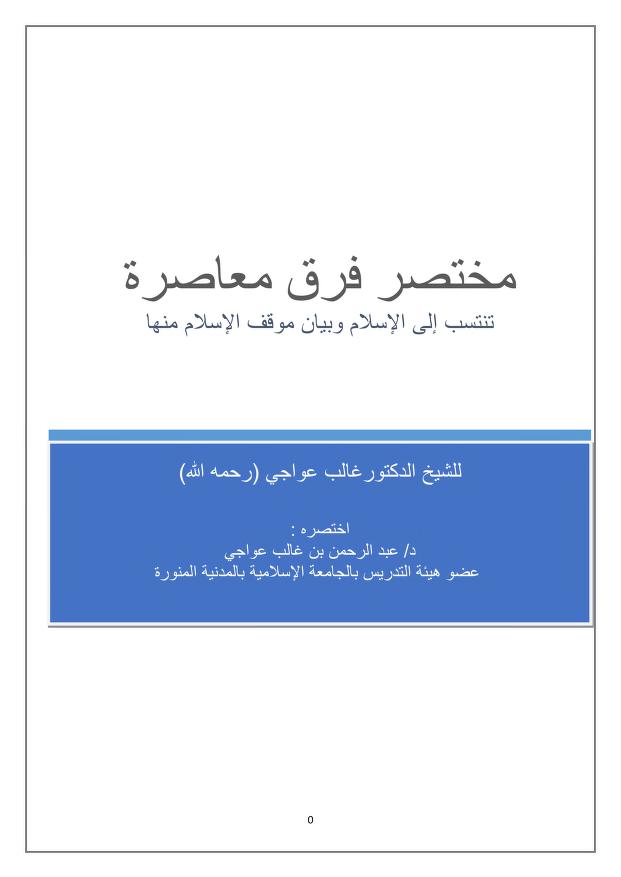 مختصر فرق معاصرة
تنتسب إلى الإسلام وبيان موقف الإسلام منها
للشيخ الدكتورغالب عواجي (رحمه الله)
اختصره :
د/ عبد الرحمن بن غالب عواجي
عضو هيئة التدريس بالجامعة الإسلامية بالمدنية المنورة
0